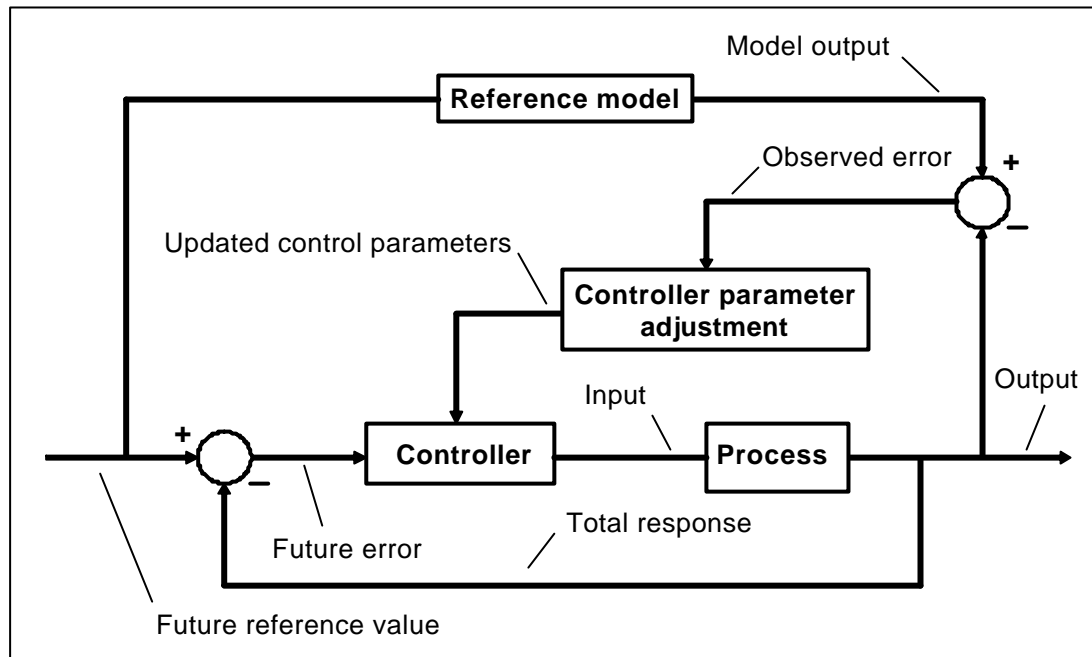 Model output
Reference model
+
Observed error
−
Updated control parameters
Controller parameter
adjustment
Input
Output
+
Controller
Process
−
Total response
Future error
Future reference value